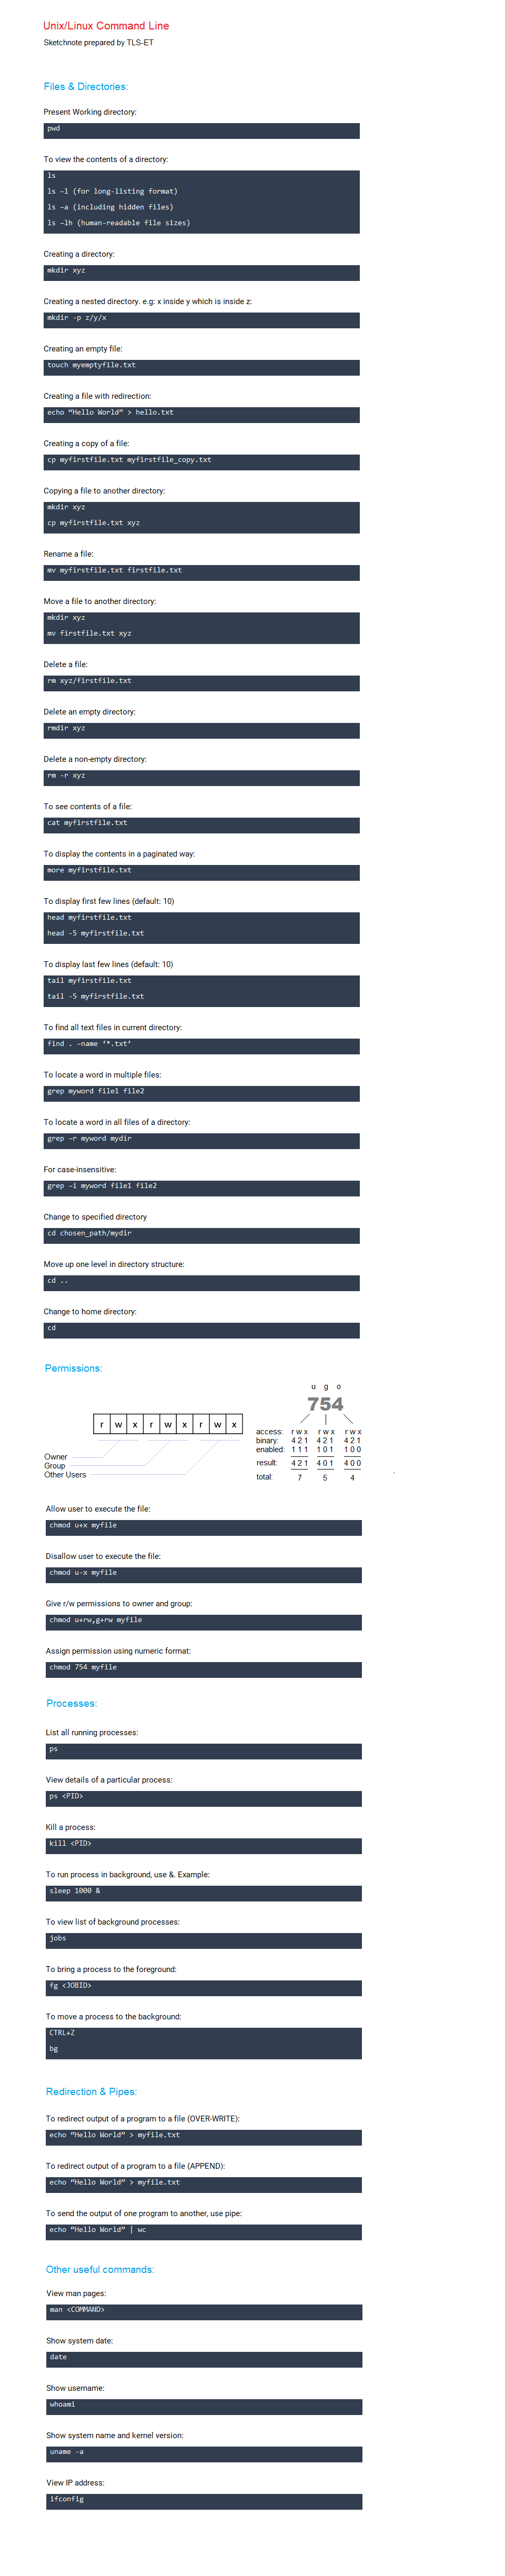 Unix/Linux Command Line
Sketchnote prepared by TLS-ET
Files & Directories:
Present Working directory:
pwd
To view the contents of a directory:
ls
ls –l (for long-listing format)
ls –a (including hidden files)
ls –lh (human-readable file sizes)
Creating a directory:
mkdir xyz
Creating a nested directory. e.g: x inside y which is inside z:
mkdir -p z/y/x
Creating an empty file:
touch myemptyfile.txt
Creating a file with redirection:
echo “Hello World” > hello.txt
Creating a copy of a file:
cp myfirstfile.txt myfirstfile_copy.txt
Copying a file to another directory:
mkdir xyz
cp myfirstfile.txt xyz
Rename a file:
mv myfirstfile.txt firstfile.txt
Move a file to another directory:
mkdir xyz
mv firstfile.txt xyz
Delete a file:
rm xyz/firstfile.txt
Delete an empty directory:
rmdir xyz
Delete a non-empty directory:
rm -r xyz
To see contents of a file:
cat myfirstfile.txt
To display the contents in a paginated way:
more myfirstfile.txt
To display first few lines (default: 10)
head myfirstfile.txt
head -5 myfirstfile.txt
To display last few lines (default: 10)
tail myfirstfile.txt
tail -5 myfirstfile.txt
To find all text files in current directory:
find . –name ‘*.txt’
To locate a word in multiple files:
grep myword file1 file2
To locate a word in all files of a directory:
grep –r myword mydir
For case-insensitive:
grep –i myword file1 file2
Change to specified directory
cd chosen_path/mydir
Move up one level in directory structure:
cd ..
Change to home directory:
cd
Permissions:
r w x r w x r w x
Owner
Group
Other Users
u g o
754
access: r w x r w x r w x
binary: 4 2 1 4 2 1 4 2 1
enabled: 1 1 1 1 0 1 1 0 0
result: 4 2 1 4 0 1 4 0 0
total: 7 5 4
Allow user to execute the file:
chmod u+x myfile
Disallow user to execute the file:
chmod u-x myfile
Give r/w permissions to owner and group:
chmod u+rw,g+rw myfile
Assign permission using numeric format:
chmod 754 myfile
Processes:
List all running processes:
ps
View details of a particular process:
ps <PID>
Kill a process:
kill <PID>
To run process in background, use &. Example:
sleep 1000 &
To view list of background processes:
jobs
To bring a process to the foreground:
fg <JOBID>
To move a process to the background:
CTRL+Z
bg
Redirection & Pipes:
To redirect output of a program to a file (OVER-WRITE):
echo “Hello World” > myfile.txt
To redirect output of a program to a file (APPEND):
echo “Hello World” > myfile.txt
To send the output of one program to another, use pipe:
echo “Hello World” | wc
Other useful commands:
View man pages:
man <COMMAND>
Show system date:
date
Show username:
whoami
Show system name and kernel version:
uname -a
View IP address:
ifconfig